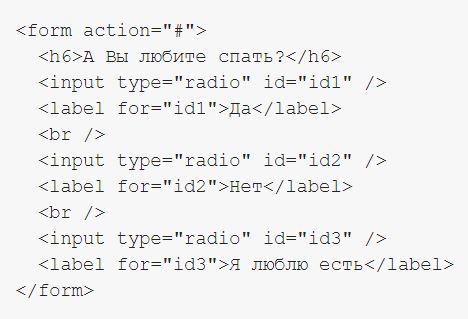 <form action="#">
<h6>А Вы любите спать?</h6>
<input type="radio" id="id1" />
<label for="id1">Да</label>
<br />
<input type="radio" id="id2" />
<label for="id2">Нет</label>
<br />
<input type="radio" id="id3" />
<label for="id3">Я люблю есть</label>
</form>